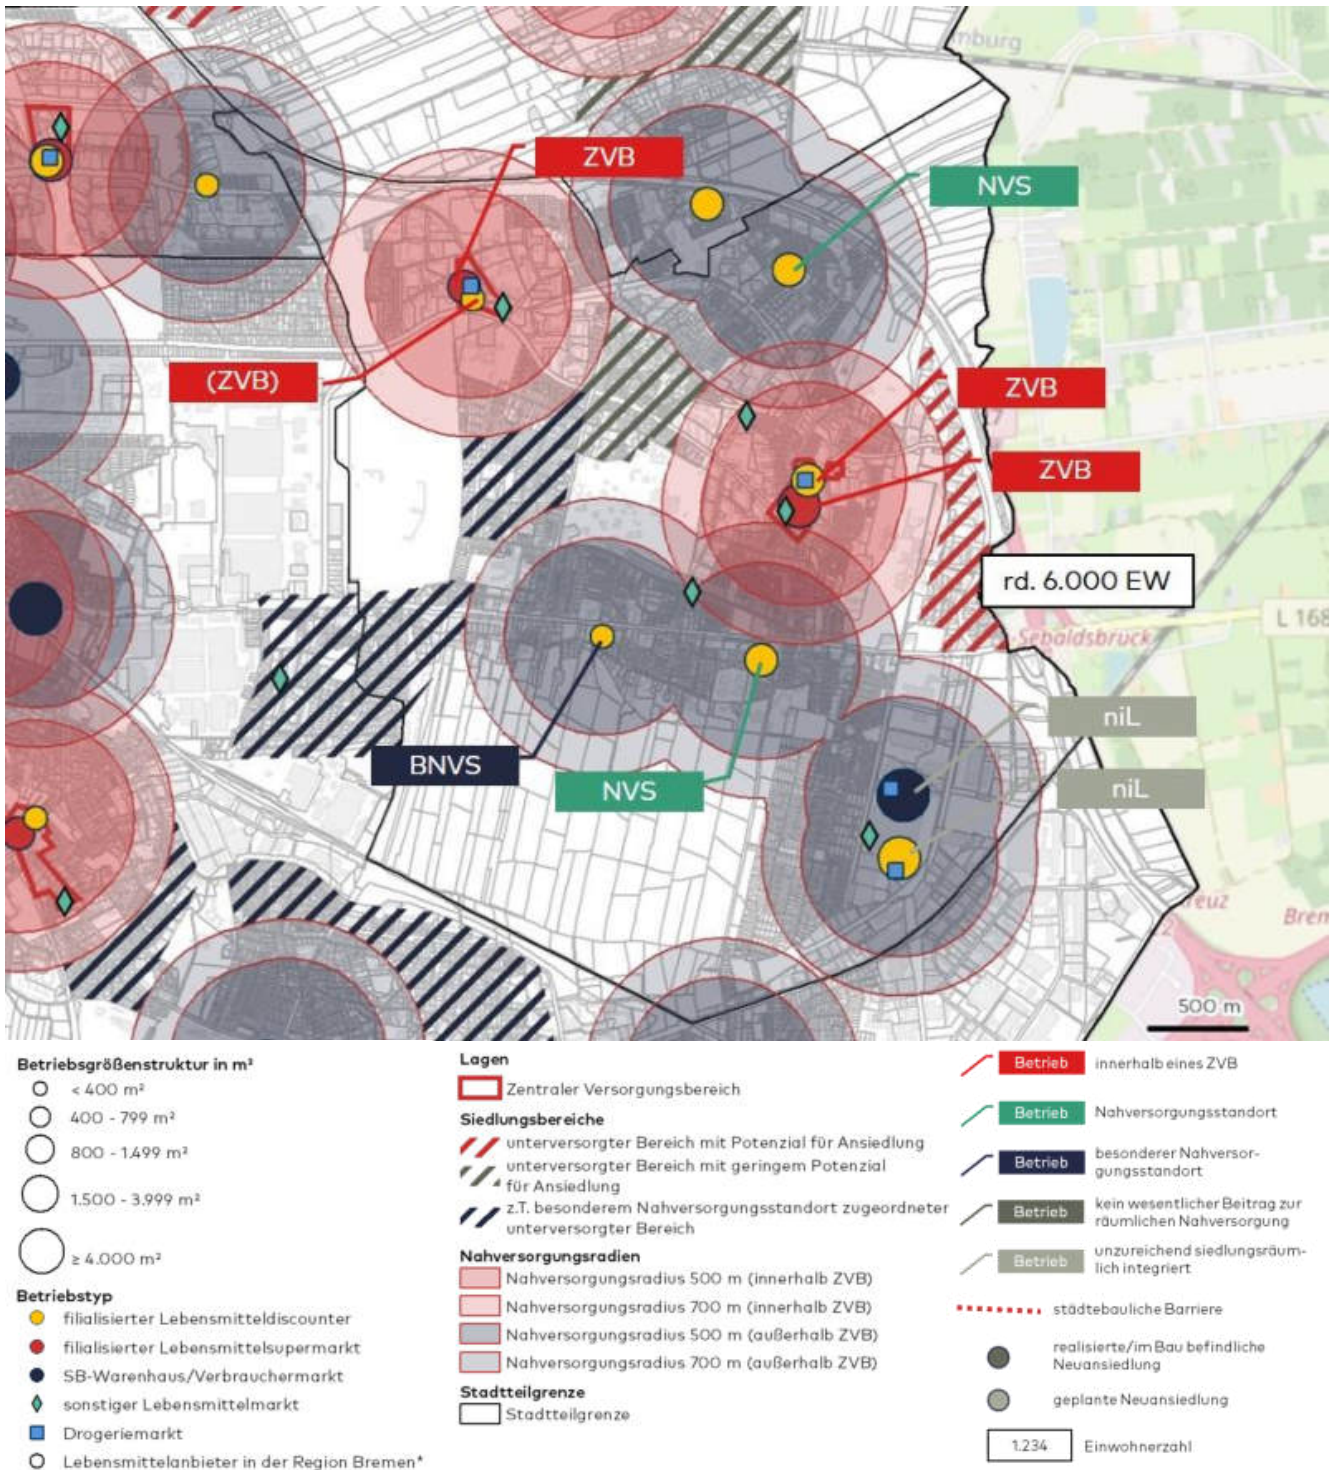 nburg
ZVB
NVS
(ZVB)
ZVB
ZVB
rd. 6.000 EW
L 168
-Sebaldsbrück
niL
BNVS
NVS
niL
reuz
Brem
500 m
Betriebsgrößenstruktur in m²
< 400 m²
400 - 799 m²
800 - 1.499 m²
1.500 - 3.999 m²
≥ 4.000 m²
Betriebstyp
filialisierter Lebensmitteldiscounter
filialisierter Lebensmittelsupermarkt
SB-Warenhaus/Verbrauchermarkt
sonstiger Lebensmittelmarkt
Drogeriemarkt
Lebensmittelanbieter in der Region Bremen*
Lagen
Zentraler Versorgungsbereich
Siedlungsbereiche
unterversorgter Bereich mit Potenzial für Ansiedlung
unterversorgter Bereich mit geringem Potenzial
für Ansiedlung
z.T. besonderem Nahversorgungsstandort zugeordneter
unterversorgter Bereich
Nahversorgungsradien
Nahversorgungsradius 500 m (innerhalb ZVB)
Nahversorgungsradius 700 m (innerhalb ZVB)
Nahversorgungsradius 500 m (außerhalb ZVB)
Nahversorgungsradius 700 m (außerhalb ZVB)
Stadtteilgrenze
Stadtteilgrenze
Betrieb innerhalb eines ZVB
Betrieb Nahversorgungsstandort
Betrieb besonderer Nahversor-
gungsstandort
Betrieb kein wesentlicher Beitrag zur
räumlichen Nahversorgung
Betrieb unzureichend siedlungsräum-
lich integriert
städtebauliche Barriere
realisierte/im Bau befindliche
Neuansiedlung
geplante Neuansiedlung
1.234 Einwohnerzahl